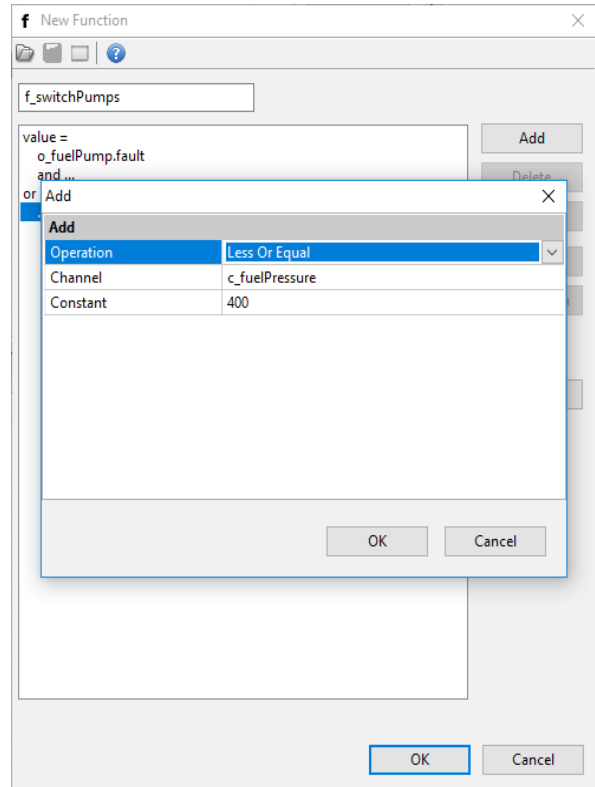 f New Function
f_switchPumps
value =
o_fuelPump.fault
and ...
or
Add
Delete
Add
Add
Operation Less Or Equal
Channel c_fuelPressure
Constant 400
OK Cancel
OK Cancel